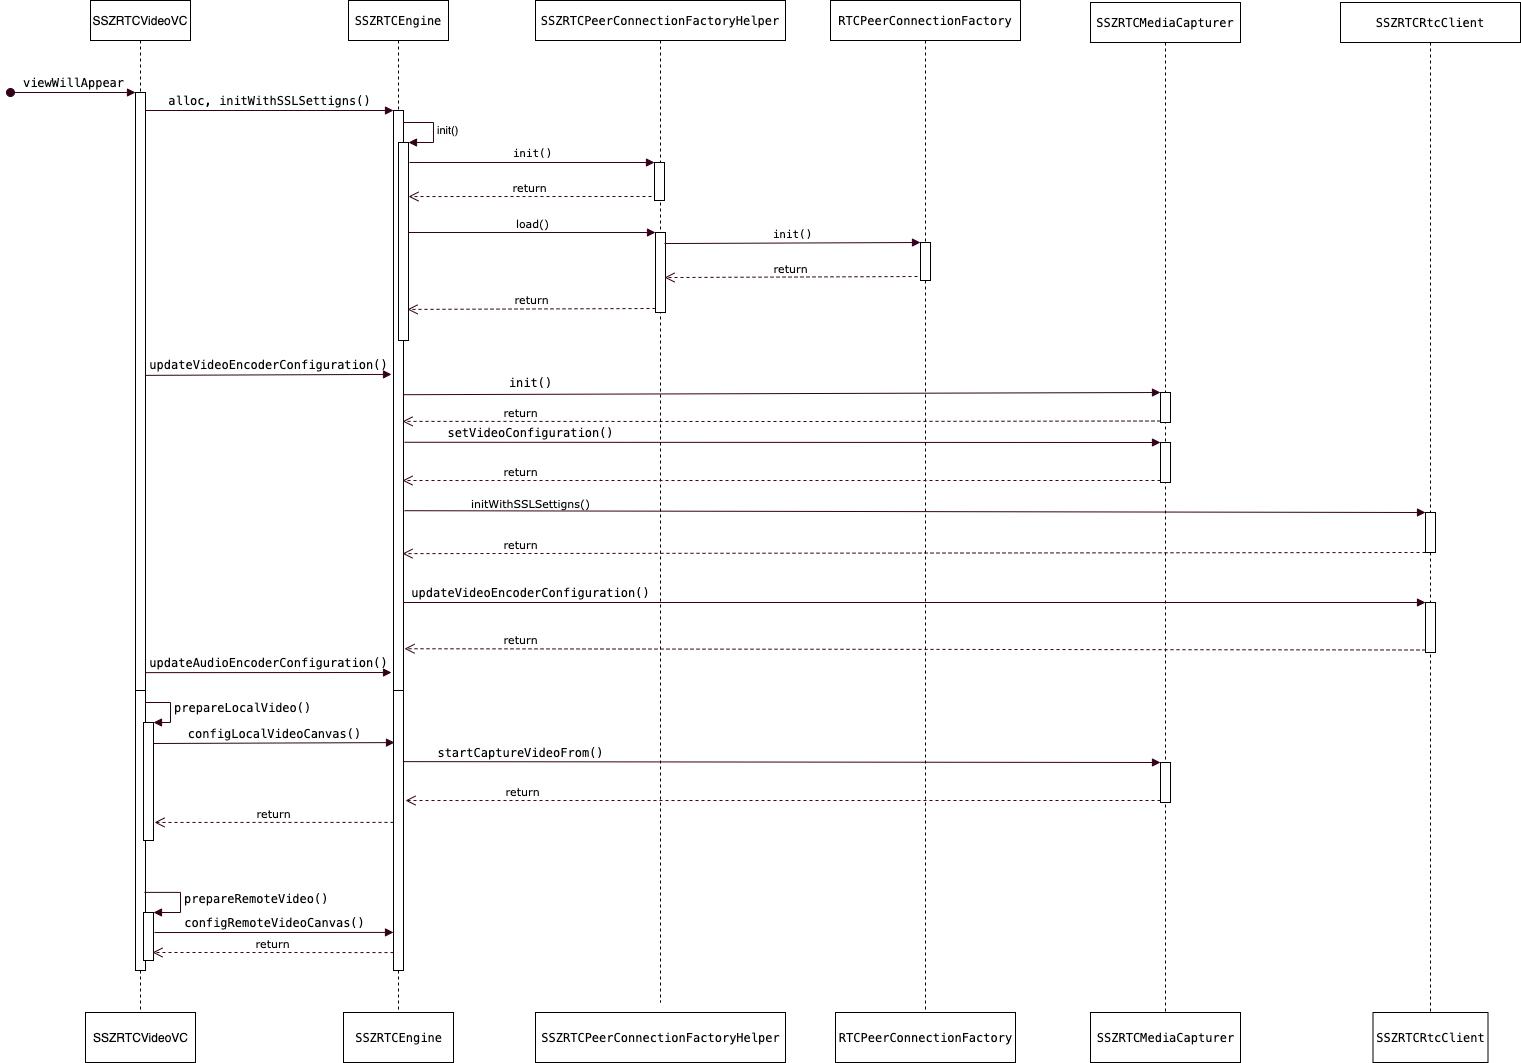 SSZRTCVideoVC
SSZRTCEngine
SSZRTCPeerConnectionFactoryHelper
RTCPeerConnectionFactory
SSZRTCMediaCapturer
SSZRTCRtcClient
viewWillAppear
alloc, initWithSSLSettigns()
init()
init()
return
load()
init()
return
return
updateVideoEncoderConfiguration()
init()
return
setVideoConfiguration()
return
initWithSSLSettigns()
return
updateVideoEncoderConfiguration()
return
updateAudioEncoderConfiguration()
prepareLocalVideo()
configLocalVideoCanvas()
startCaptureVideoFrom()
return
return
prepareRemoteVideo()
configRemoteVideoCanvas()
return
SSZRTCVideoVC
SSZRTCEngine
SSZRTCPeerConnectionFactoryHelper
RTCPeerConnectionFactory
SSZRTCMediaCapturer
SSZRTCRtcClient